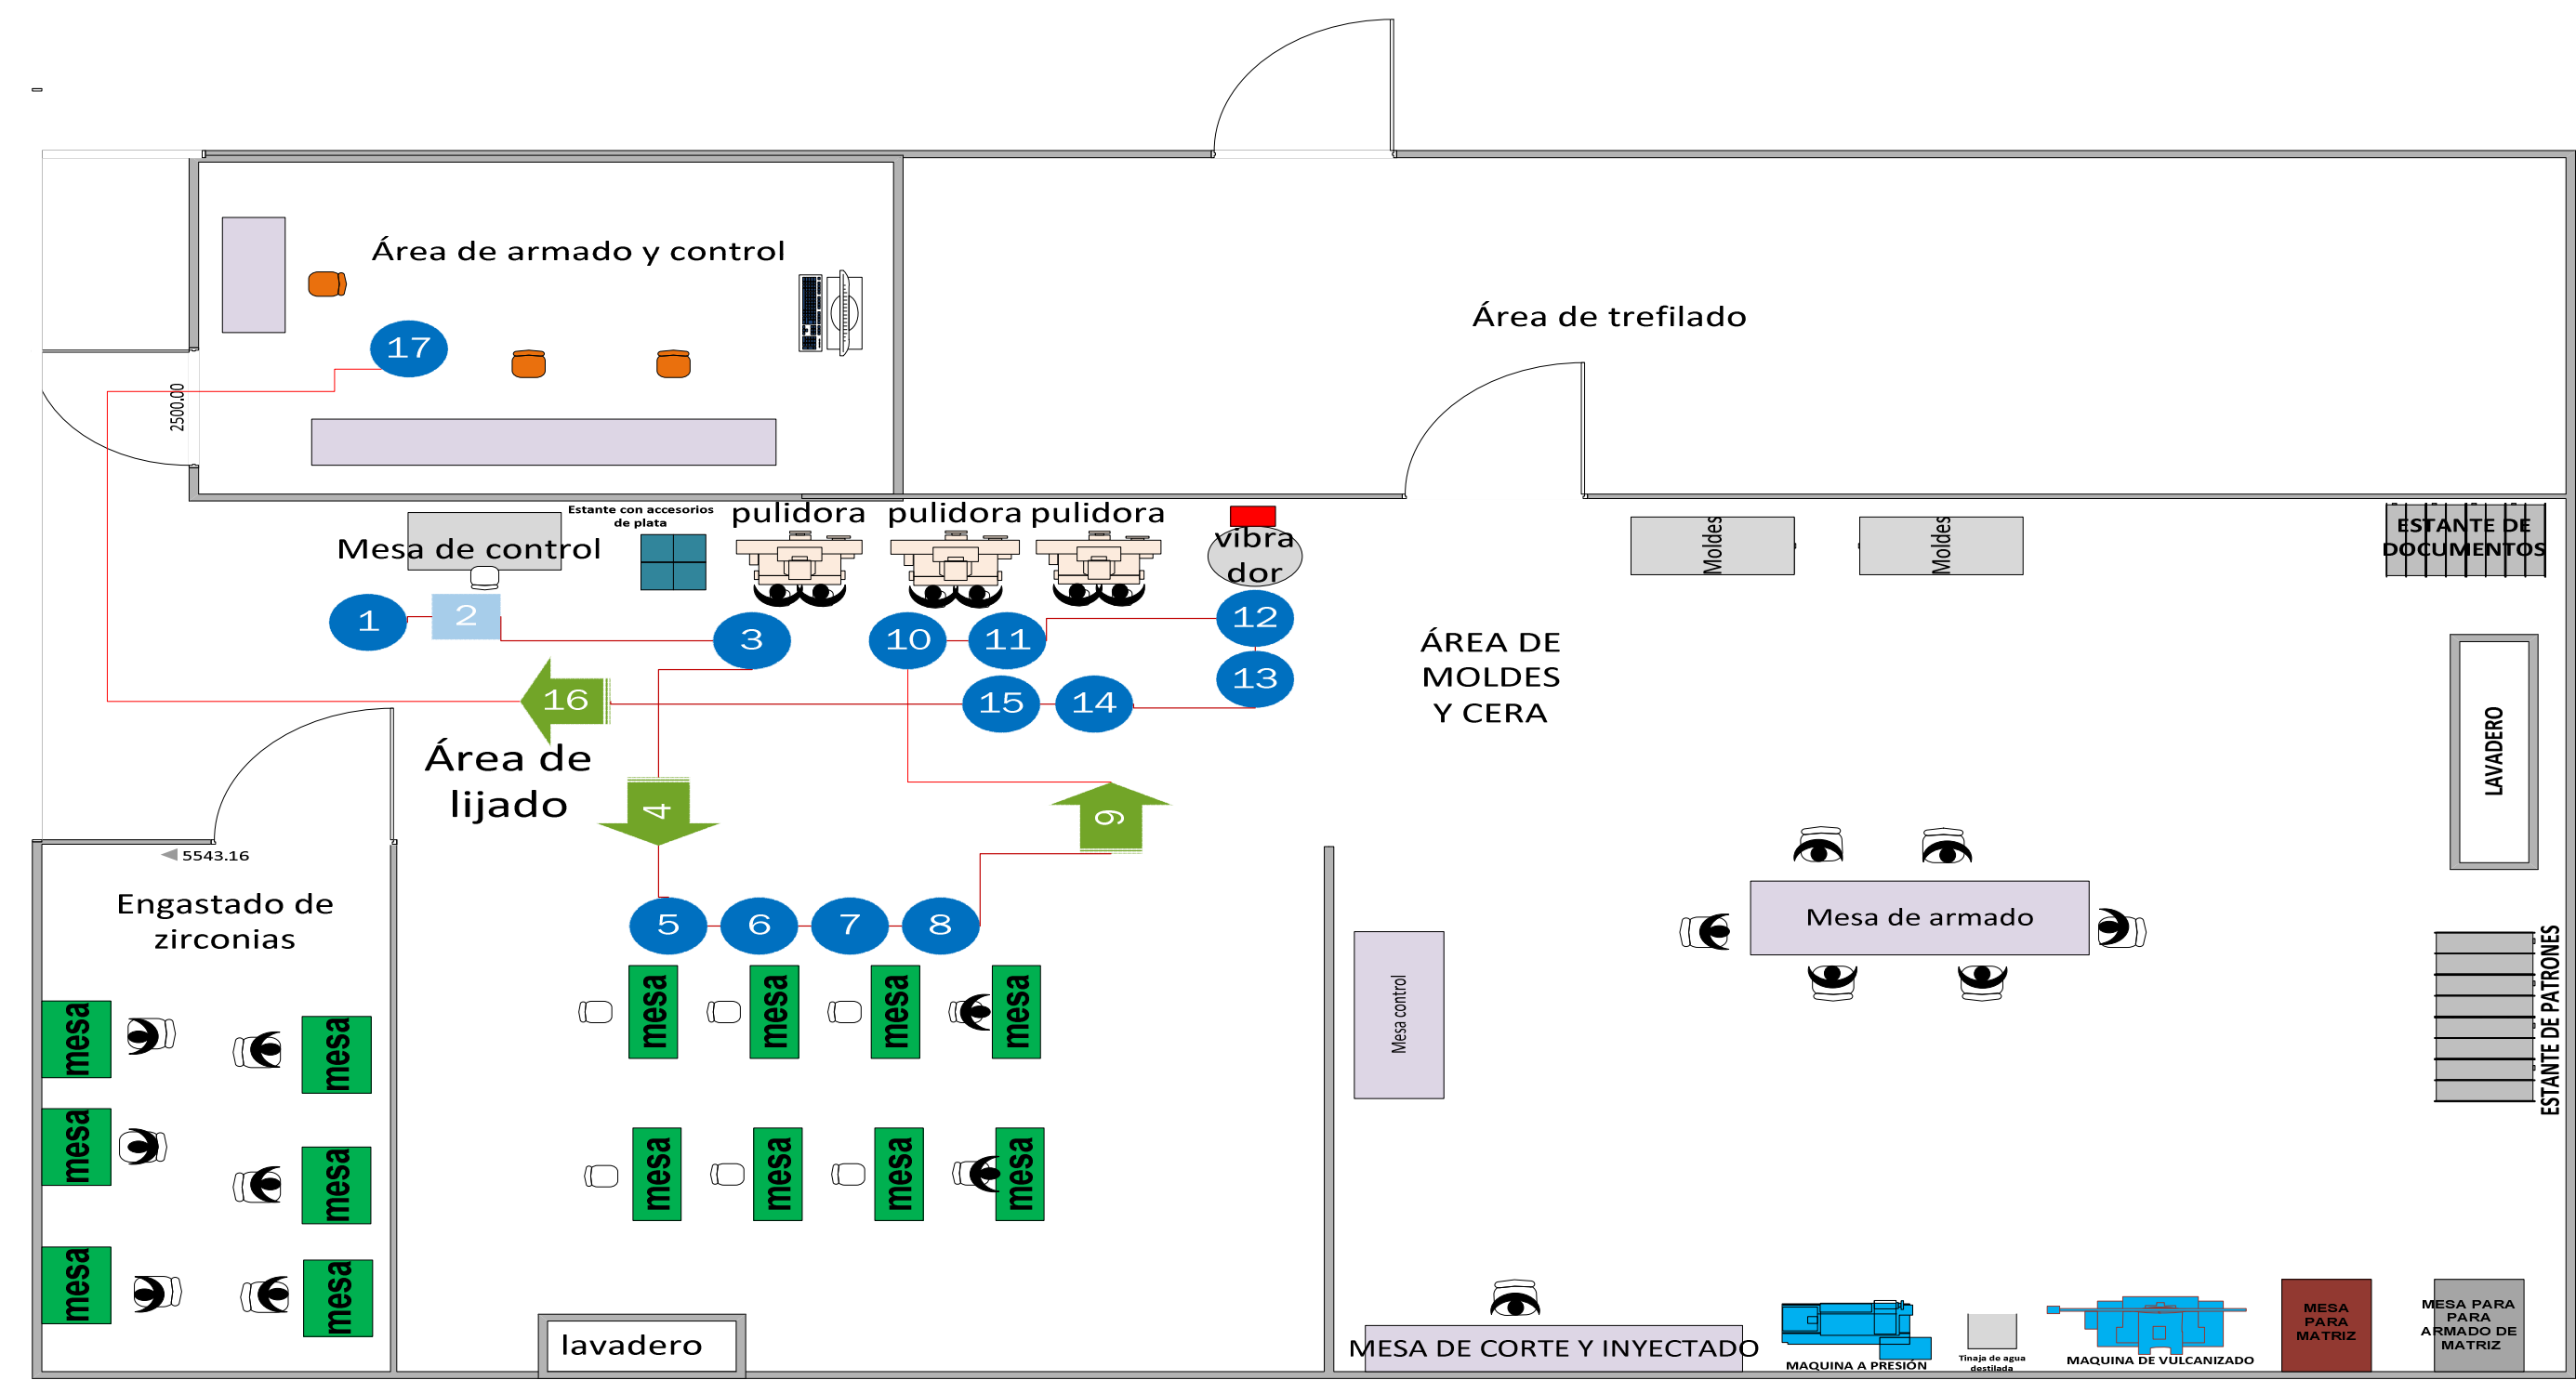 Área de armado y control
17
2500.00
Área de trefilado
Estante con accesorios
de plata
pulidora
pulidora
pulidora
Mesa de control
vibra
dor
Moldes
Moldes
ESTANTE DE
DOCUMENTOS
1
2
3
10
11
12
13
14
15
16
ÁREA DE
MOLDES
Y CERA
LAVADERO
Área de
lijado
4
9
5543.16
Engastado de
zirconias
5
6
7
8
Mesa de armado
Mesa control
ESTANTE DE PATRONES
mesa
mesa
mesa
mesa
mesa
mesa
mesa
mesa
mesa
mesa
mesa
mesa
mesa
mesa
lavadero
MESA DE CORTE Y INYECTADO
MAQUINA A PRESIÓN
Tinaja de agua
destilada
MAQUINA DE VULCANIZADO
MESA
PARA
MATRIZ
MESA PARA
PARA
ARMADO DE
MATRIZ